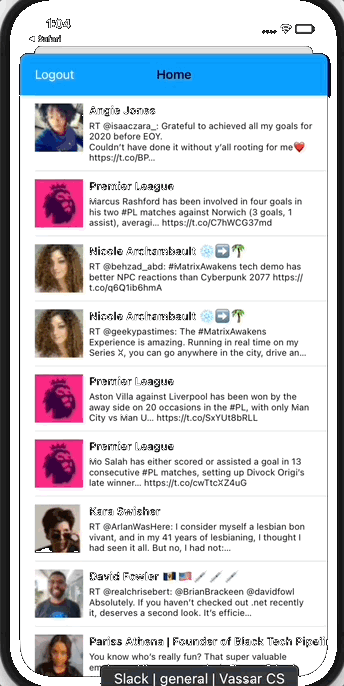 1:04
Safari
Logout
Home
Angie Jones
RT @isaaczara_: Grateful to achieved all my goals for
2020 before EOY.
Couldn't have done it without y'all rooting for me❤️
https://t.co/BP...
Premier League
Marcus Rashford has been involved in four goals in
his two #PL matches against Norwich (3 goals, 1
assist), averagi... https://t.co/C7hWCG37md
Nicole Archambault ❄️➡️🌴
RT @behzad_abd: #MatrixAwakens tech demo has
better NPC reactions than Cyberpunk 2077 https://
t.co/q6Q1ib6hmA
Nicole Archambault ❄️➡️🌴
RT @geekypastimes: The #MatrixAwakens
Experience is amazing. Running in real time on my
Series X, you can go anywhere in the city, drive an...
Premier League
Aston Villa against Liverpool has been won by the
away side on 20 occasions in the #PL, with only Man
City vs Man U... https://t.co/SxYUt8bRLL
Premier League
Mo Salah has either scored or assisted a goal in 13
consecutive #PL matches, setting up Divock Origi's
late winner... https://t.co/cwTtcXZ4uG
Kara Swisher
RT @ArlanWasHere: I consider myself a lesbian bon
vivant, and in my 41 years of lesbianing, I thought I
had seen it all. But no, I had not:...
David Fowler 🇧🇧🇺🇸
RT @realchrisebert: @BrianBrackeen @davidfowl
Absolutely. If you haven't checked out .net recently
it, deserves a second look. It's efficie...
Pariss Athena | Founder of Black Tech Pipelin
You know who's really fun? That super valuable
Slack | general | Vassar CS